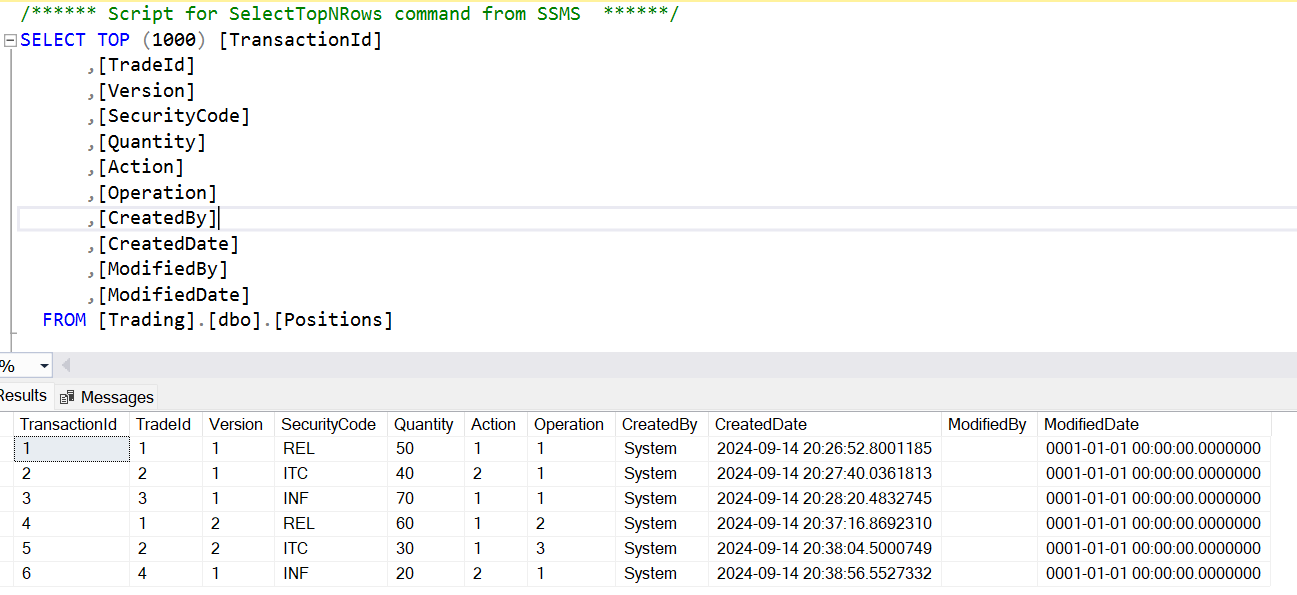 /****** Script for SelectTopNRows command from SSMS  ******/
SELECT TOP (1000) [TransactionId]
      ,[TradeId]
      ,[Version]
      ,[SecurityCode]
      ,[Quantity]
      ,[Action]
      ,[Operation]
      ,[CreatedBy]
      ,[CreatedDate]
      ,[ModifiedBy]
      ,[ModifiedDate]
  FROM [Trading].[dbo].[Positions]
%
Results Messages
TransactionId TradeId Version SecurityCode Quantity Action Operation CreatedBy CreatedDate ModifiedBy ModifiedDate
1 1 1 REL 50 1 1 System 2024-09-14 20:26:52.8001185 0001-01-01 00:00:00.0000000
2 2 1 ITC 40 2 1 System 2024-09-14 20:27:40.0361813 0001-01-01 00:00:00.0000000
3 3 1 INF 70 1 1 System 2024-09-14 20:28:20.4832745 0001-01-01 00:00:00.0000000
4 1 2 REL 60 1 2 System 2024-09-14 20:37:16.8692310 0001-01-01 00:00:00.0000000
5 2 2 ITC 30 1 3 System 2024-09-14 20:38:04.5000749 0001-01-01 00:00:00.0000000
6 4 1 INF 20 2 1 System 2024-09-14 20:38:56.5527332 0001-01-01 00:00:00.0000000